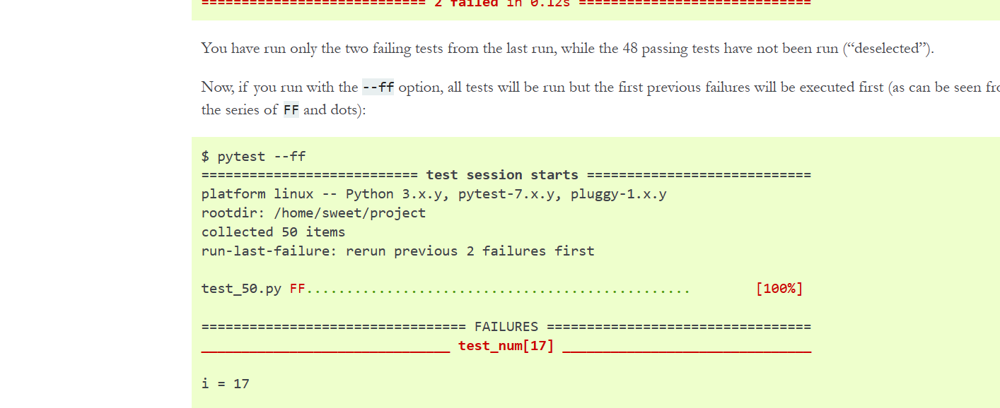 ============================ 2 failed in 0.12s =============================
You have run only the two failing tests from the last run, while the 48 passing tests have not been run (“deselected”).
Now, if you run with the --ff option, all tests will be run but the first previous failures will be executed first (as can be seen
the series of FF and dots):
$ pytest --ff
=========================== test session starts ============================
platform linux -- Python 3.x.y, pytest-7.x.y, pluggy-1.x.y
rootdir: /home/sweet/project
collected 50 items
run-last-failure: rerun previous 2 failures first
test_50.py FF................................................ [100%]
================================= FAILURES =================================
_______________________________ test_num[17] _______________________________
i = 17